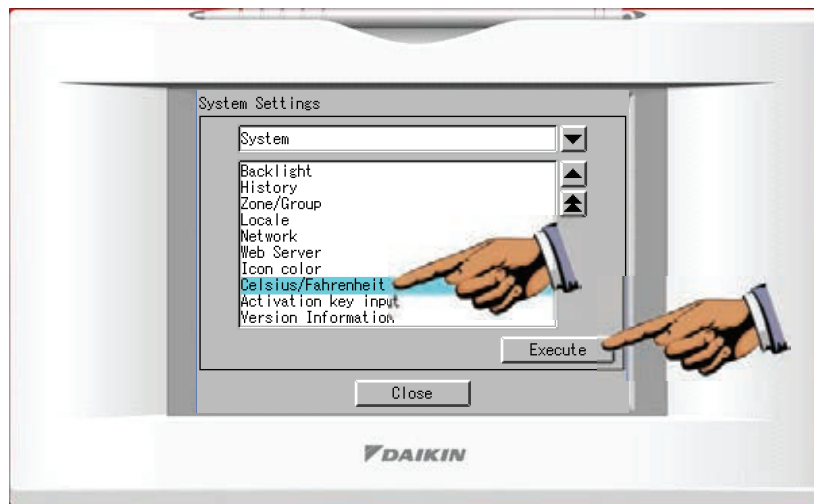 System Settings
System
Backlight
History
Zone/Group
Locale
Network
Web Server
Icon color
Celsius/Fahrenheit
Activation key input
Version Information
Execute
Close
DAIKIN